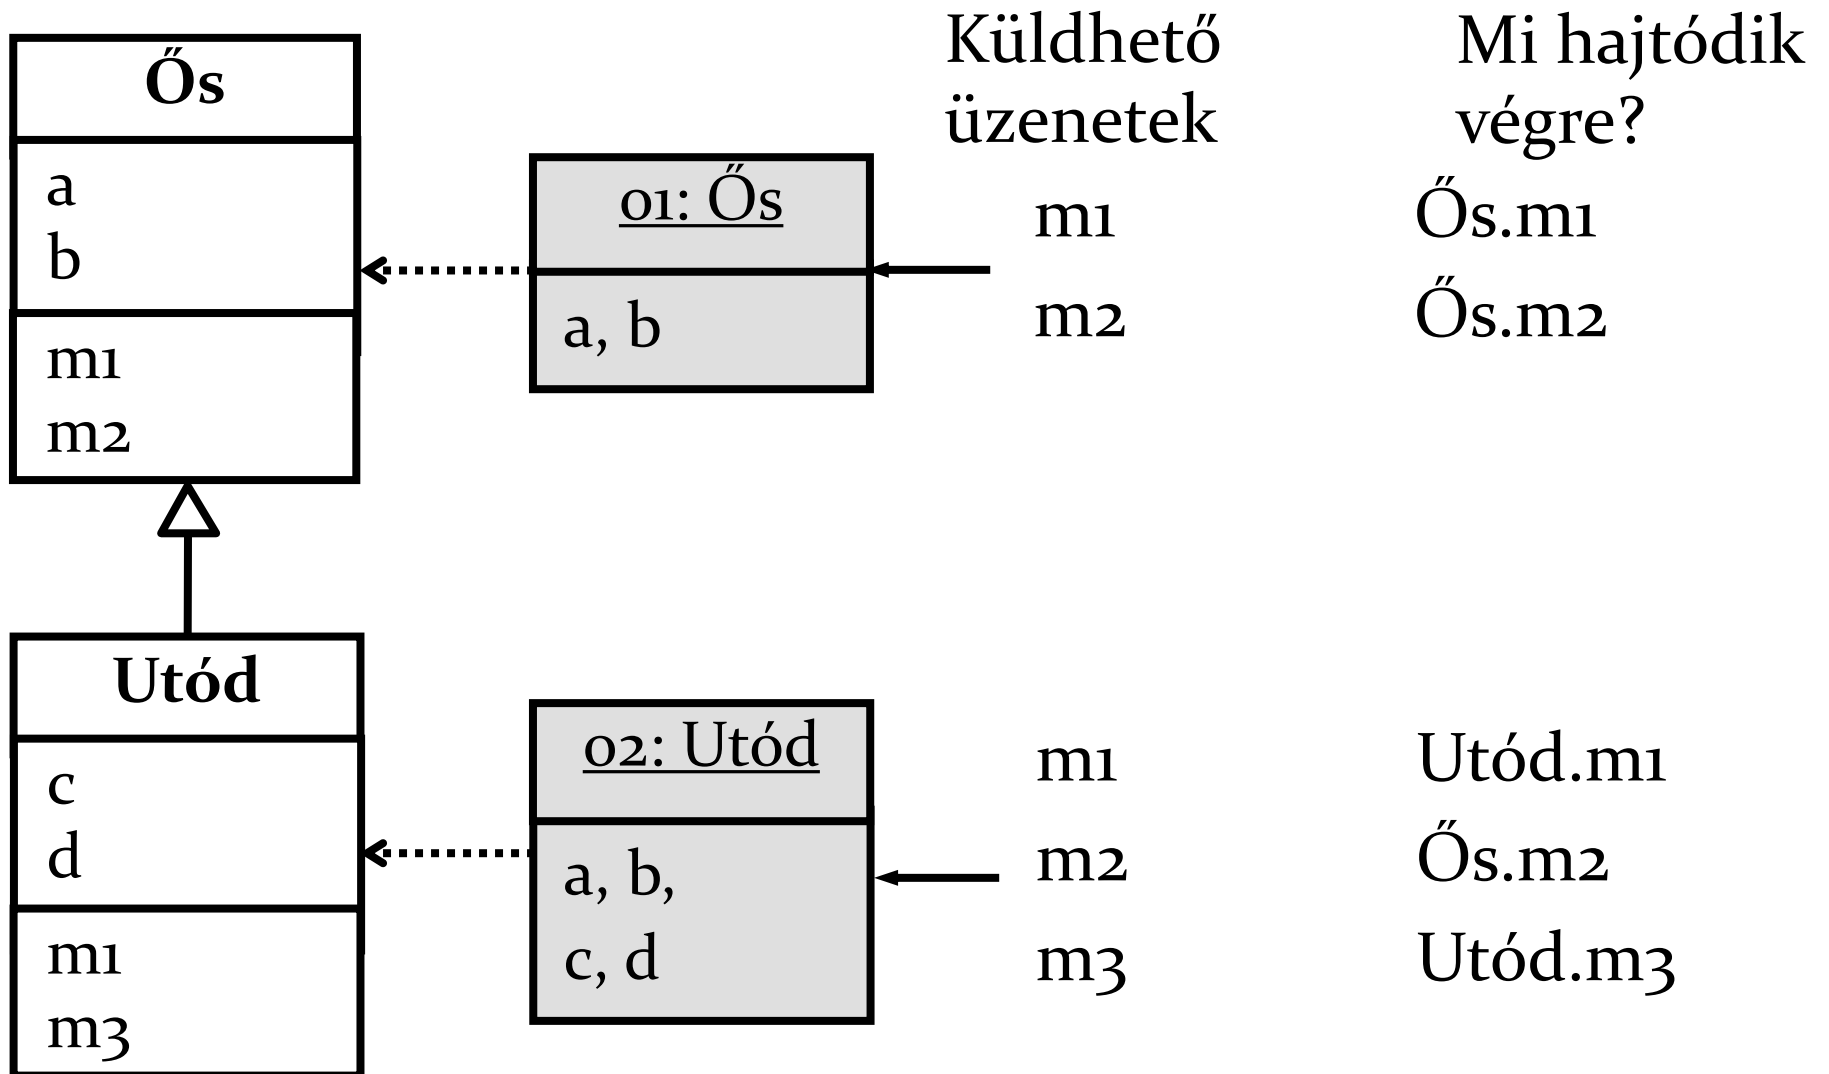 Ős
a
b
m1
m2
o1: Ős
a, b
Küldhető
üzenetek
Mi hajtódik
végre?
m1
Ős.m1
m2
Ős.m2
Utód
c
d
m1
m3
o2: Utód
a, b,
c, d
m1
Utód.m1
m2
Ős.m2
m3
Utód.m3